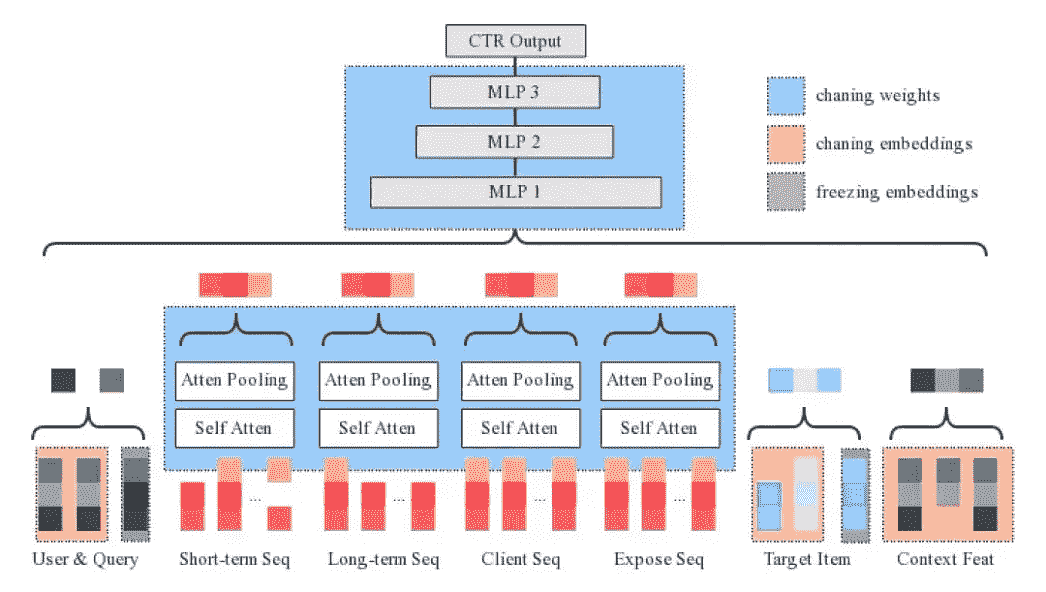 CTR Output
MLP 3
MLP 2
MLP 1
chaning weights
chaning embeddings
freezing embeddings
Atten Pooling
Atten Pooling
Atten Pooling
Atten Pooling
Self Atten
Self Atten
Self Atten
Self Atten
...
...
...
...
User & Query
Short-term Seq
Long-term Seq
Client Seq
Expose Seq
Target Item
Context Feat